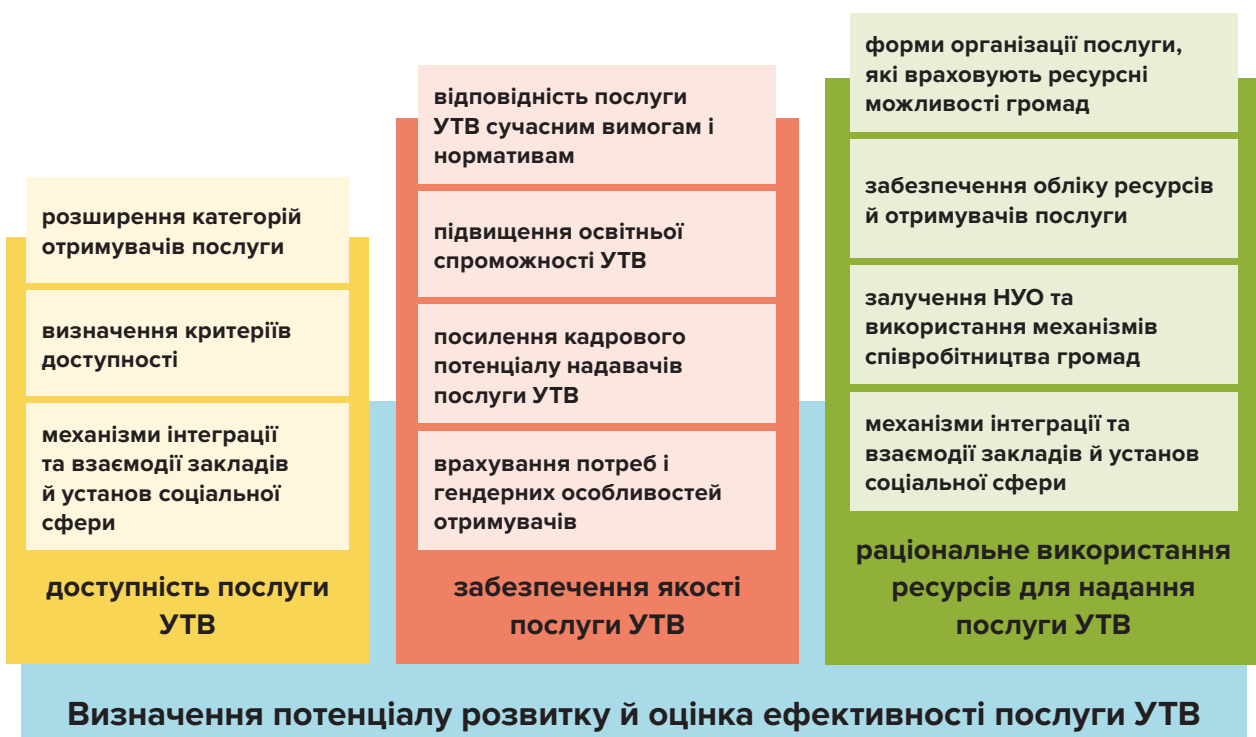 розширення категорій
отримувачів послуги
визначення критеріїв
доступності
механізми інтеграції
та взаємодії закладів
й установ соціальної
сфери
доступність послуги
УТВ
відповідність послуги
УТВ сучасним вимогам і
нормативам
підвищення освітньої
спроможності УТВ
посилення кадрового
потенціалу надавачів
послуги УТВ
врахування потреб і
гендерних особливостей
отримувачів
забезпечення якості
послуги УТВ
форми організації послуги,
які враховують ресурсні
можливості громад
забезпечення обліку ресурсів
й отримувачів послуги
залучення НУО та
використання механізмів
співробітництва громад
механізми інтеграції та
взаємодії закладів й установ
соціальної сфери
раціональне використання
ресурсів для надання
послуги УТВ
Визначення потенціалу розвитку й оцінка ефективності послуги УТВ